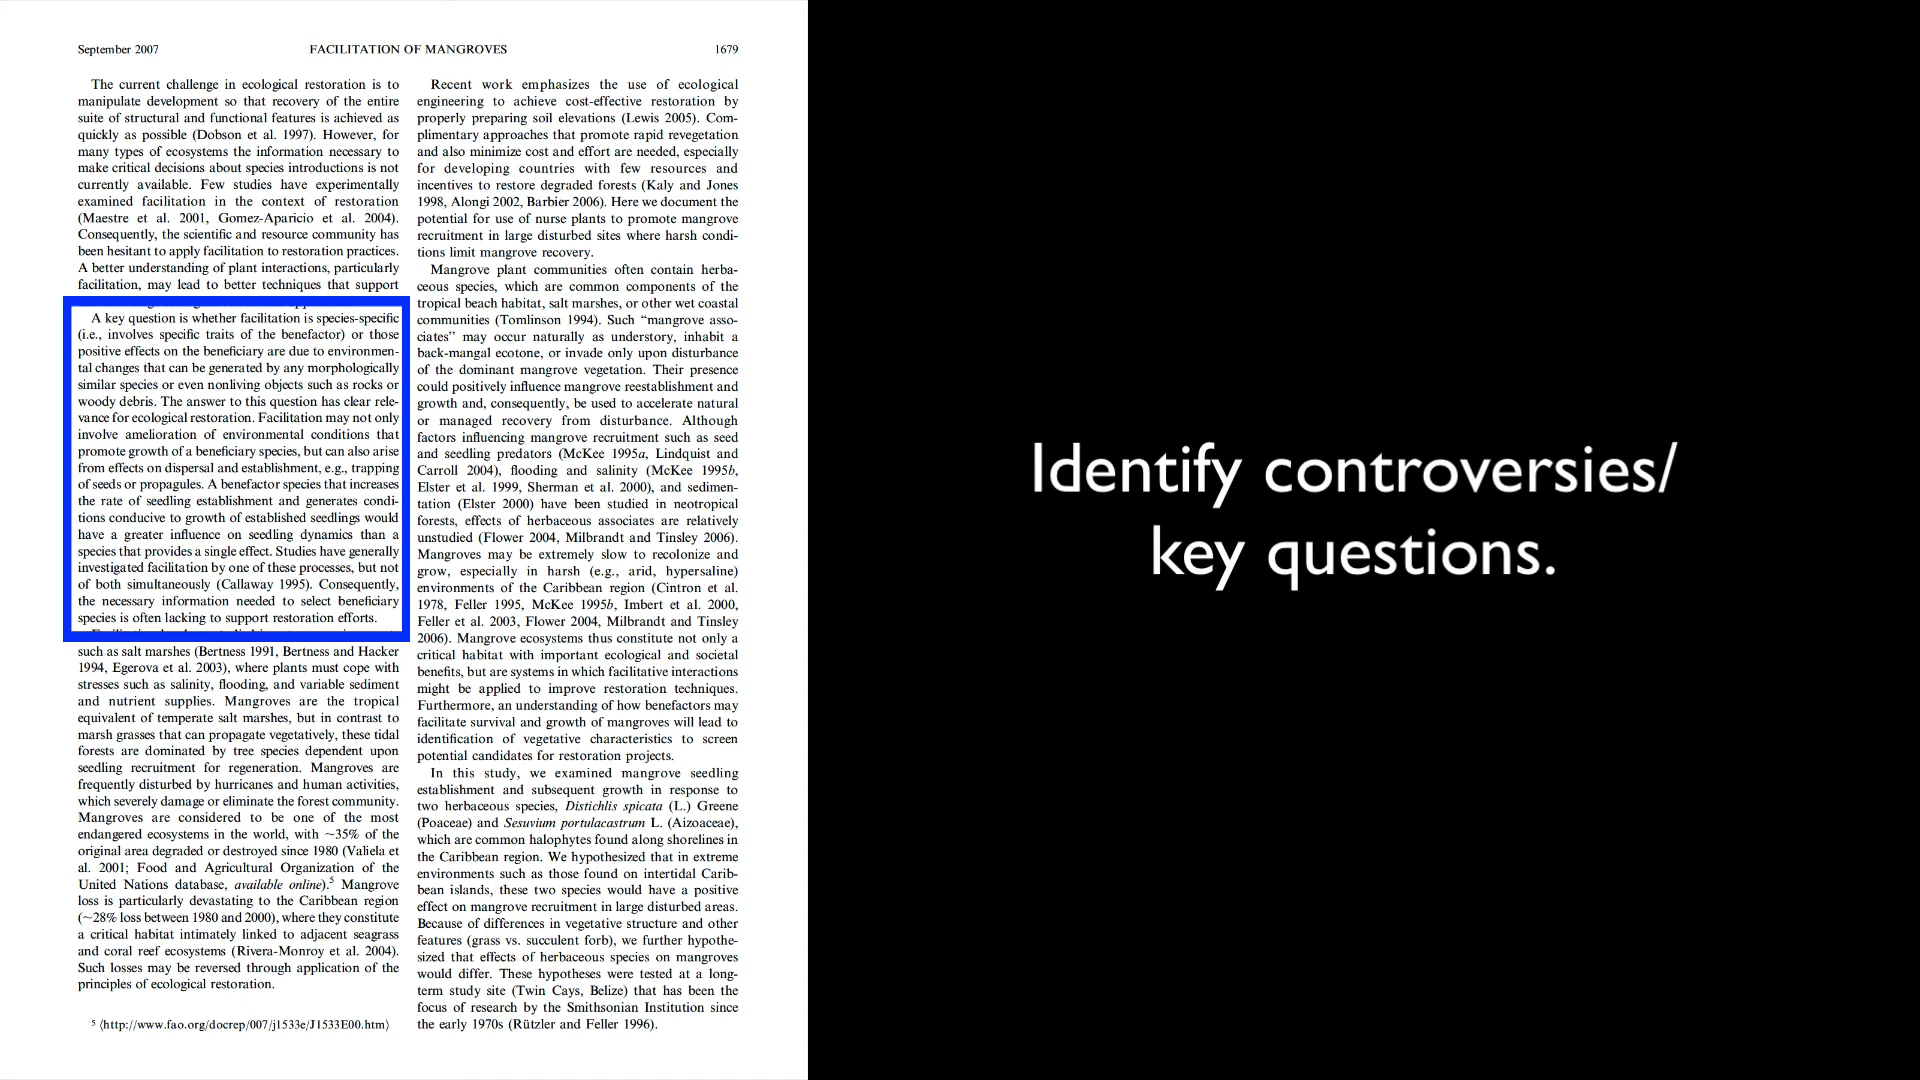 September 2007
FACILITATION OF MANGROVES
1679
The current challenge in ecological restoration is to
manipulate development so that recovery of the entire
suite of structural and functional features is achieved as
quickly as possible (Dobson et al. 1997). However, for
many types of ecosystems the information necessary to
make critical decisions about species introductions is not
currently available. Few studies have experimentally
examined facilitation in the context of restoration
(Maestre et al. 2001, Gomez-Aparicio et al. 2004).
Consequently, the scientific and resource community has
been hesitant to apply facilitation to restoration practices.
A better understanding of plant interactions, particularly
facilitation, may lead to better techniques that support
A key question is whether facilitation is species-specific
(i.e., involves specific traits of the benefactor) or those
positive effects on the beneficiary are due to environmen-
tal changes that can be generated by any morphologically
similar species or even nonliving objects such as rocks or
woody debris. The answer to this question has clear rele-
vance for ecological restoration. Facilitation may not only
involve amelioration of environmental conditions that
promote growth of a beneficiary species, but can also arise
from effects on dispersal and establishment, e.g., trapping
of seeds or propagules. A benefactor species that increases
the rate of seedling establishment and generates condi-
tions conducive to growth of established seedlings would
have a greater influence on seedling dynamics than a
species that provides a single effect. Studies have generally
investigated facilitation by one of these processes, but not
of both simultaneously (Callaway 1995). Consequently,
the necessary information needed to select beneficiary
species is often lacking to support restoration efforts.
such as salt marshes (Bertness 1991, Bertness and Hacker
1994, Egerova et al. 2003), where plants must cope with
stresses such as salinity, flooding, and variable sediment
and nutrient supplies. Mangroves are the tropical
equivalent of temperate salt marshes, but in contrast to
marsh grasses that can propagate vegetatively, these tidal
forests are dominated by tree species dependent upon
seedling recruitment for regeneration. Mangroves are
frequently disturbed by hurricanes and human activities,
which severely damage or eliminate the forest community.
Mangroves are considered to be one of the most
endangered ecosystems in the world, with ~35% of the
original area degraded or destroyed since 1980 (Valiela et
al. 2001; Food and Agricultural Organization of the
United Nations database, available online).⁵ Mangrove
loss is particularly devastating to the Caribbean region
(~28% loss between 1980 and 2000), where they constitute
a critical habitat intimately linked to adjacent seagrass
and coral reef ecosystems (Rivera-Monroy et al. 2004).
Such losses may be reversed through application of the
principles of ecological restoration.
⁵ ⟨http://www.fao.org/docrep/007/j1533e/J1533E00.htm⟩
Recent work emphasizes the use of ecological
engineering to achieve cost-effective restoration by
properly preparing soil elevations (Lewis 2005). Com-
plimentary approaches that promote rapid revegetation
and also minimize cost and effort are needed, especially
for developing countries with few resources and
incentives to restore degraded forests (Kaly and Jones
1998, Alongi 2002, Barbier 2006). Here we document the
potential for use of nurse plants to promote mangrove
recruitment in large disturbed sites where harsh condi-
tions limit mangrove recovery.
Mangrove plant communities often contain herba-
ceous species, which are common components of the
tropical beach habitat, salt marshes, or other wet coastal
communities (Tomlinson 1994). Such “mangrove asso-
ciates” may occur naturally as understory, inhabit a
back-mangal ecotone, or invade only upon disturbance
of the dominant mangrove vegetation. Their presence
could positively influence mangrove reestablishment and
growth and, consequently, be used to accelerate natural
or managed recovery from disturbance. Although
factors influencing mangrove recruitment such as seed
and seedling predators (McKee 1995a, Lindquist and
Carroll 2004), flooding and salinity (McKee 1995b,
Elster et al. 1999, Sherman et al. 2000), and sedimen-
tation (Elster 2000) have been studied in neotropical
forests, effects of herbaceous associates are relatively
unstudied (Flower 2004, Milbrandt and Tinsley 2006).
Mangroves may be extremely slow to recolonize and
grow, especially in harsh (e.g., arid, hypersaline)
environments of the Caribbean region (Cintron et al.
1978, Feller 1995, McKee 1995b, Imbert et al. 2000,
Feller et al. 2003, Flower 2004, Milbrandt and Tinsley
2006). Mangrove ecosystems thus constitute not only a
critical habitat with important ecological and societal
benefits, but are systems in which facilitative interactions
might be applied to improve restoration techniques.
Furthermore, an understanding of how benefactors may
facilitate survival and growth of mangroves will lead to
identification of vegetative characteristics to screen
potential candidates for restoration projects.
In this study, we examined mangrove seedling
establishment and subsequent growth in response to
two herbaceous species, Distichlis spicata (L.) Greene
(Poaceae) and Sesuvium portulacastrum L. (Aizoaceae),
which are common halophytes found along shorelines in
the Caribbean region. We hypothesized that in extreme
environments such as those found on intertidal Carib-
bean islands, these two species would have a positive
effect on mangrove recruitment in large disturbed areas.
Because of differences in vegetative structure and other
features (grass vs. succulent forb), we further hypothe-
sized that effects of herbaceous species on mangroves
would differ. These hypotheses were tested at a long-
term study site (Twin Cays, Belize) that has been the
focus of research by the Smithsonian Institution since
the early 1970s (Rützler and Feller 1996).
Identify controversies/
key questions.